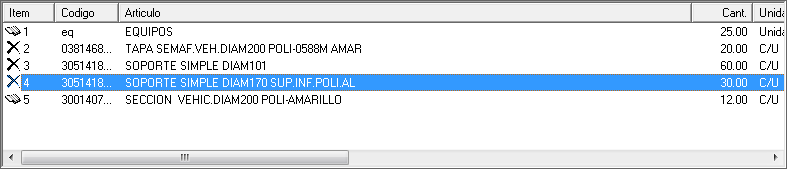 Item Codigo Articulo Cant. Unida
1 eq EQUIPOS 25.00 Unidad
2 0381468... TAPA SEMAF.VEH.DIAM200 POLI-0588M AMAR 20.00 C/U
3 3051418... SOPORTE SIMPLE DIAM101 60.00 C/U
4 3051418... SOPORTE SIMPLE DIAM170 SUP.INF.POLI.AL 30.00 C/U
5 3001407... SECCION VEHIC.DIAM200 POLI-AMARILLO 12.00 C/U